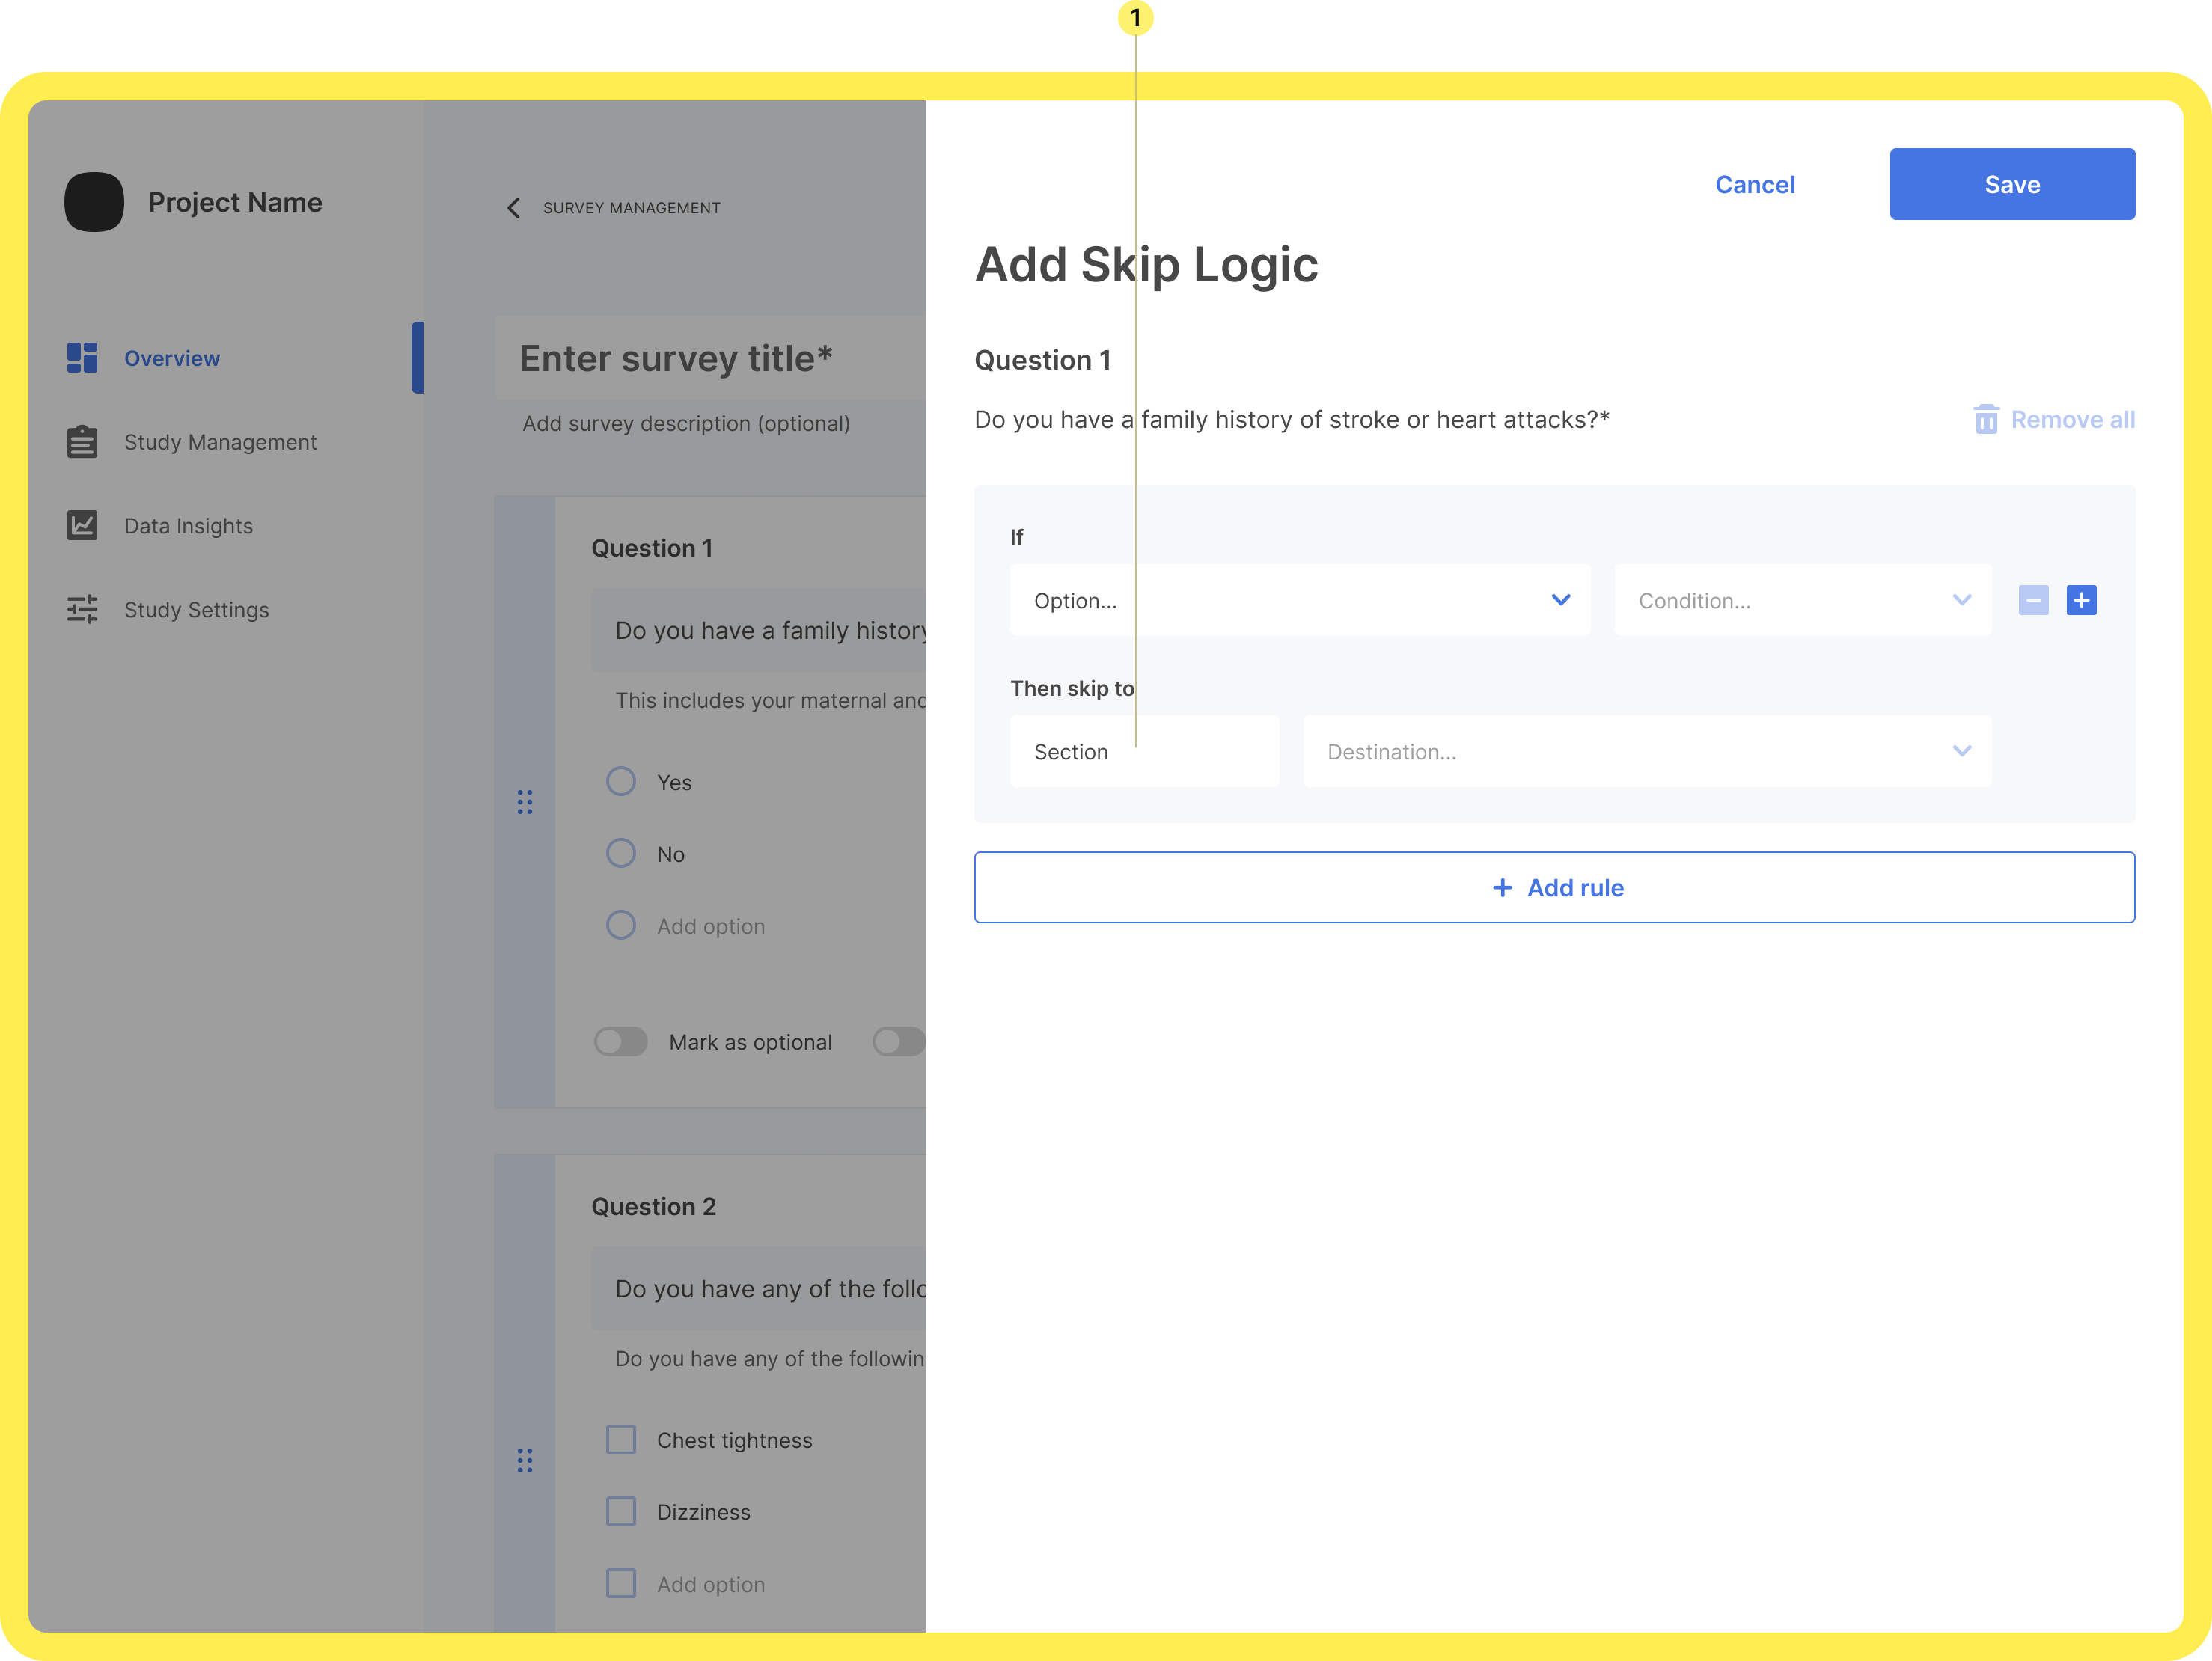 1
Project Name
Overview
Study Management
Data Insights
Study Settings
SURVEY MANAGEMENT
Enter survey title*
Add survey description (optional)
Question 1
Do you have a family history
This includes your maternal and
Yes
No
Add option
Mark as optional
Question 2
Do you have any of the follo
Do you have any of the followin
Chest tightness
Dizziness
Add option
Cancel
Save
Add Skip Logic
Question 1
Do you have a family history of stroke or heart attacks?*
Remove all
If
Option...
Condition...
Then skip to
Section
Destination...
Add rule